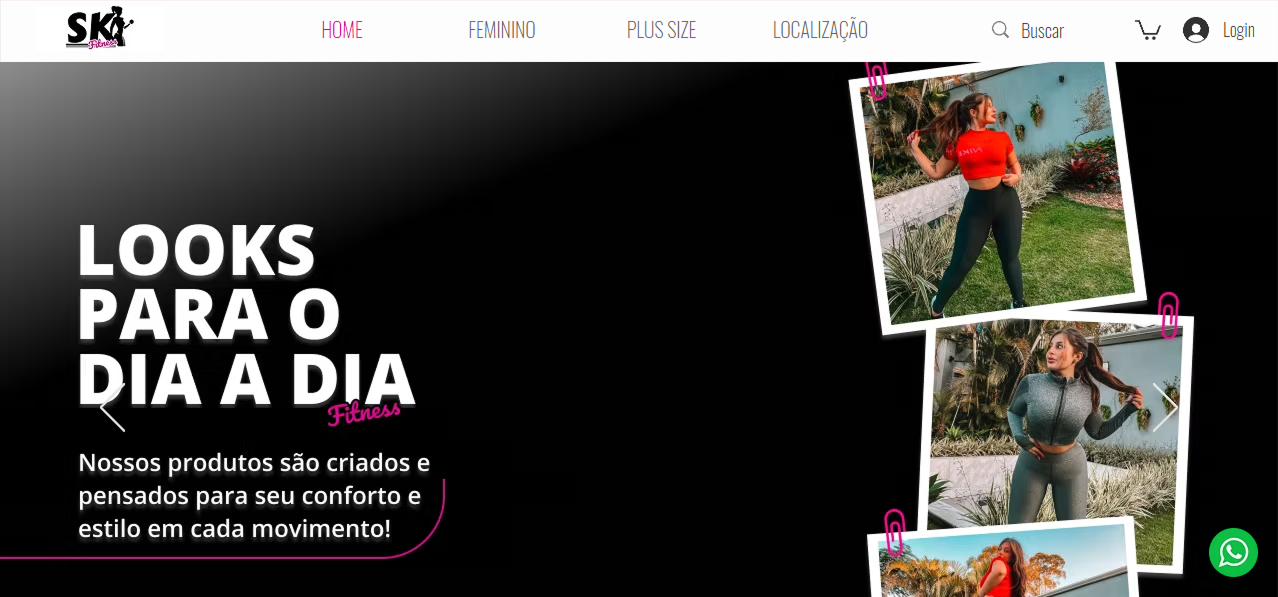 SK
Fitness
HOME
FEMININO
PLUS SIZE
LOCALIZAÇÃO
Buscar
Login
LOOKS
PARA O
DIA A DIA
Fitness
Nossos produtos são criados e
pensados para seu conforto e
estilo em cada movimento!